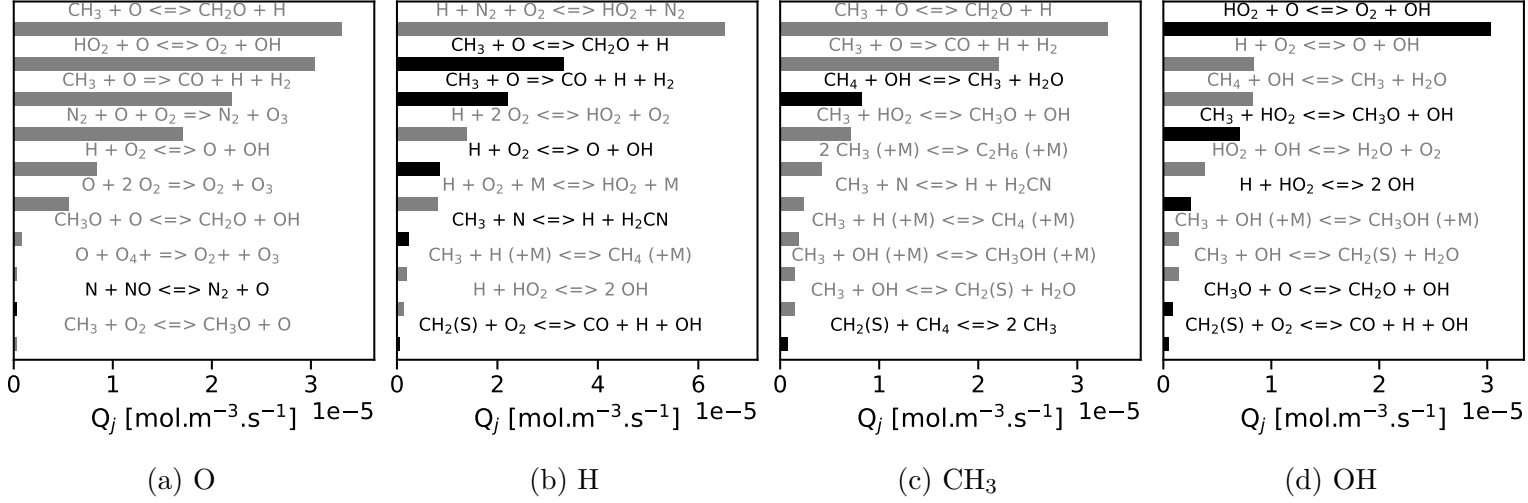 CH₃ + O <=> CH₂O + H
HO₂ + O <=> O₂ + OH
CH₃ + O => CO + H + H₂
N₂ + O + O₂ => N₂ + O₃
H + O₂ <=> O + OH
O + 2 O₂ => O₂ + O₃
CH₃O + O <=> CH₂O + OH
O + O₄+ => O₂+ + O₃
N + NO <=> N₂ + O
CH₃ + O₂ <=> CH₃O + O
0 1 2 3
Qⱼ [mol.m⁻³.s⁻¹] 1e-5
(a) O
H + N₂ + O₂ <=> HO₂ + N₂
CH₃ + O <=> CH₂O + H
CH₃ + O => CO + H + H₂
H + 2 O₂ <=> HO₂ + O₂
H + O₂ <=> O + OH
H + O₂ + M <=> HO₂ + M
CH₃ + N <=> H + H₂CN
CH₃ + H (+M) <=> CH₄ (+M)
H + HO₂ <=> 2 OH
CH₂(S) + O₂ <=> CO + H + OH
0 2 4 6
Qⱼ [mol.m⁻³.s⁻¹] 1e-5
(b) H
CH₃ + O <=> CH₂O + H
CH₃ + O => CO + H + H₂
CH₄ + OH <=> CH₃ + H₂O
CH₃ + HO₂ <=> CH₃O + OH
2 CH₃ (+M) <=> C₂H₆ (+M)
CH₃ + N <=> H + H₂CN
CH₃ + H (+M) <=> CH₄ (+M)
CH₃ + OH (+M) <=> CH₃OH (+M)
CH₃ + OH <=> CH₂(S) + H₂O
CH₂(S) + CH₄ <=> 2 CH₃
0 1 2 3
Qⱼ [mol.m⁻³.s⁻¹] 1e-5
(c) CH₃
HO₂ + O <=> O₂ + OH
H + O₂ <=> O + OH
CH₄ + OH <=> CH₃ + H₂O
CH₃ + HO₂ <=> CH₃O + OH
HO₂ + OH <=> H₂O + O₂
H + HO₂ <=> 2 OH
CH₃ + OH (+M) <=> CH₃OH (+M)
CH₃ + OH <=> CH₂(S) + H₂O
CH₃O + O <=> CH₂O + OH
CH₂(S) + O₂ <=> CO + H + OH
0 1 2 3
Qⱼ [mol.m⁻³.s⁻¹] 1e-5
(d) OH